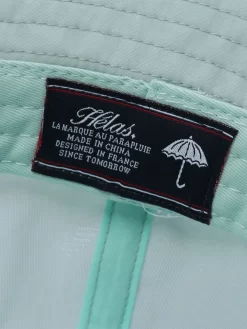 Hélas.
LA MARQUE AU PARAPLUIE
MADE IN CHINA
DESIGNED IN FRANCE
SINCE TOMORROW